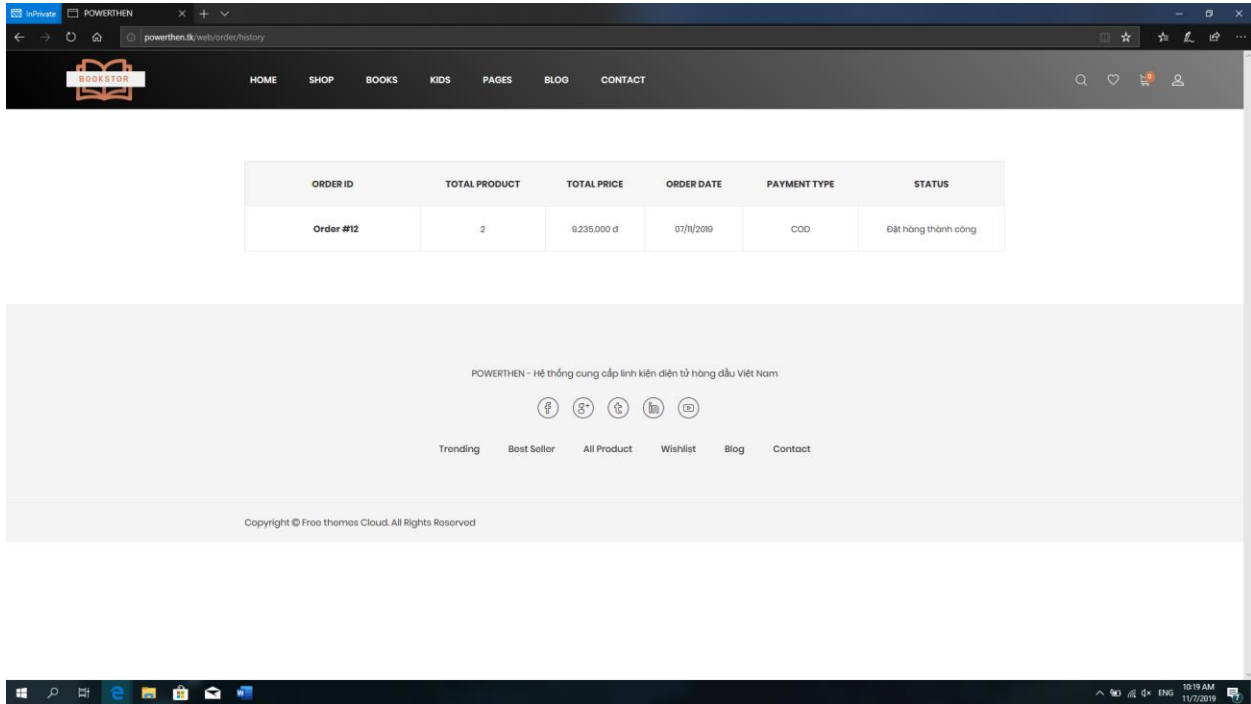 InPrivate POWERTHEN
powerthen.tk/web/order/history
BOOKSTOR HOME SHOP BOOKS KIDS PAGES BLOG CONTACT 0
ORDER ID TOTAL PRODUCT TOTAL PRICE ORDER DATE PAYMENT TYPE STATUS
Order #12 2 9.235.000 đ 07/11/2019 COD Đặt hàng thành công
POWERTHEN - Hệ thống cung cấp linh kiện điện tử hàng đầu Việt Nam
Trending Best Seller All Product Wishlist Blog Contact
Copyright © Free themes Cloud. All Rights Reserved
ENG 10:19 AM
11/7/2019